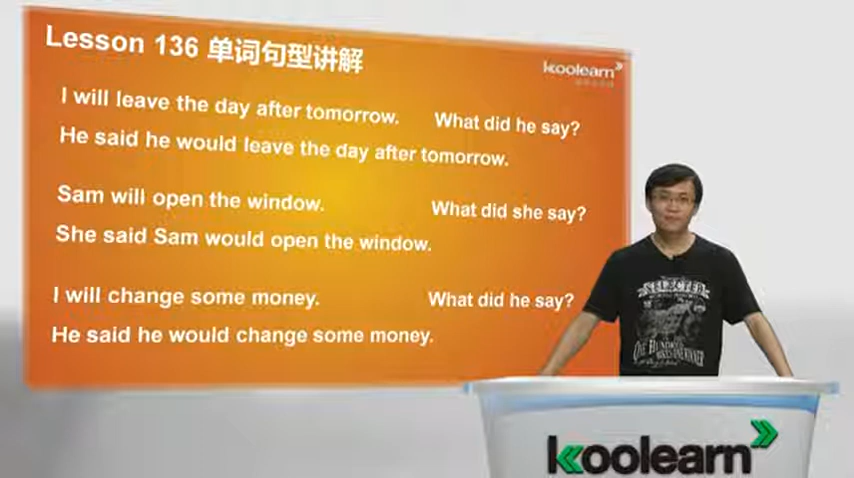 Lesson 136 单词句型讲解
koolearn
I will leave the day after tomorrow. What did he say?
He said he would leave the day after tomorrow.
Sam will open the window. What did she say?
She said Sam would open the window.
I will change some money. What did he say?
He said he would change some money.
SELECTED
ONE HUNDRED
koolearn